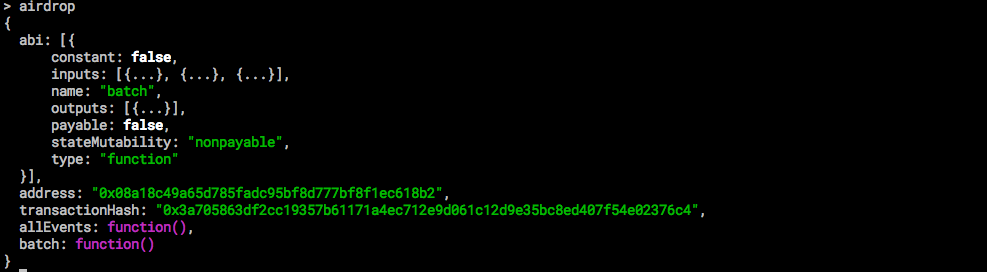 > airdrop
{
  abi: [{
      constant: false,
      inputs: [{...}, {...}, {...}],
      name: "batch",
      outputs: [{...}],
      payable: false,
      stateMutability: "nonpayable",
      type: "function"
  }],
  address: "0x08a18c49a65d785fadc95bf8d777bf8f1ec618b2",
  transactionHash: "0x3a705863df2cc19357b61171a4ec712e9d061c12d9e35bc8ed407f54e02376c4",
  allEvents: function(),
  batch: function()
}